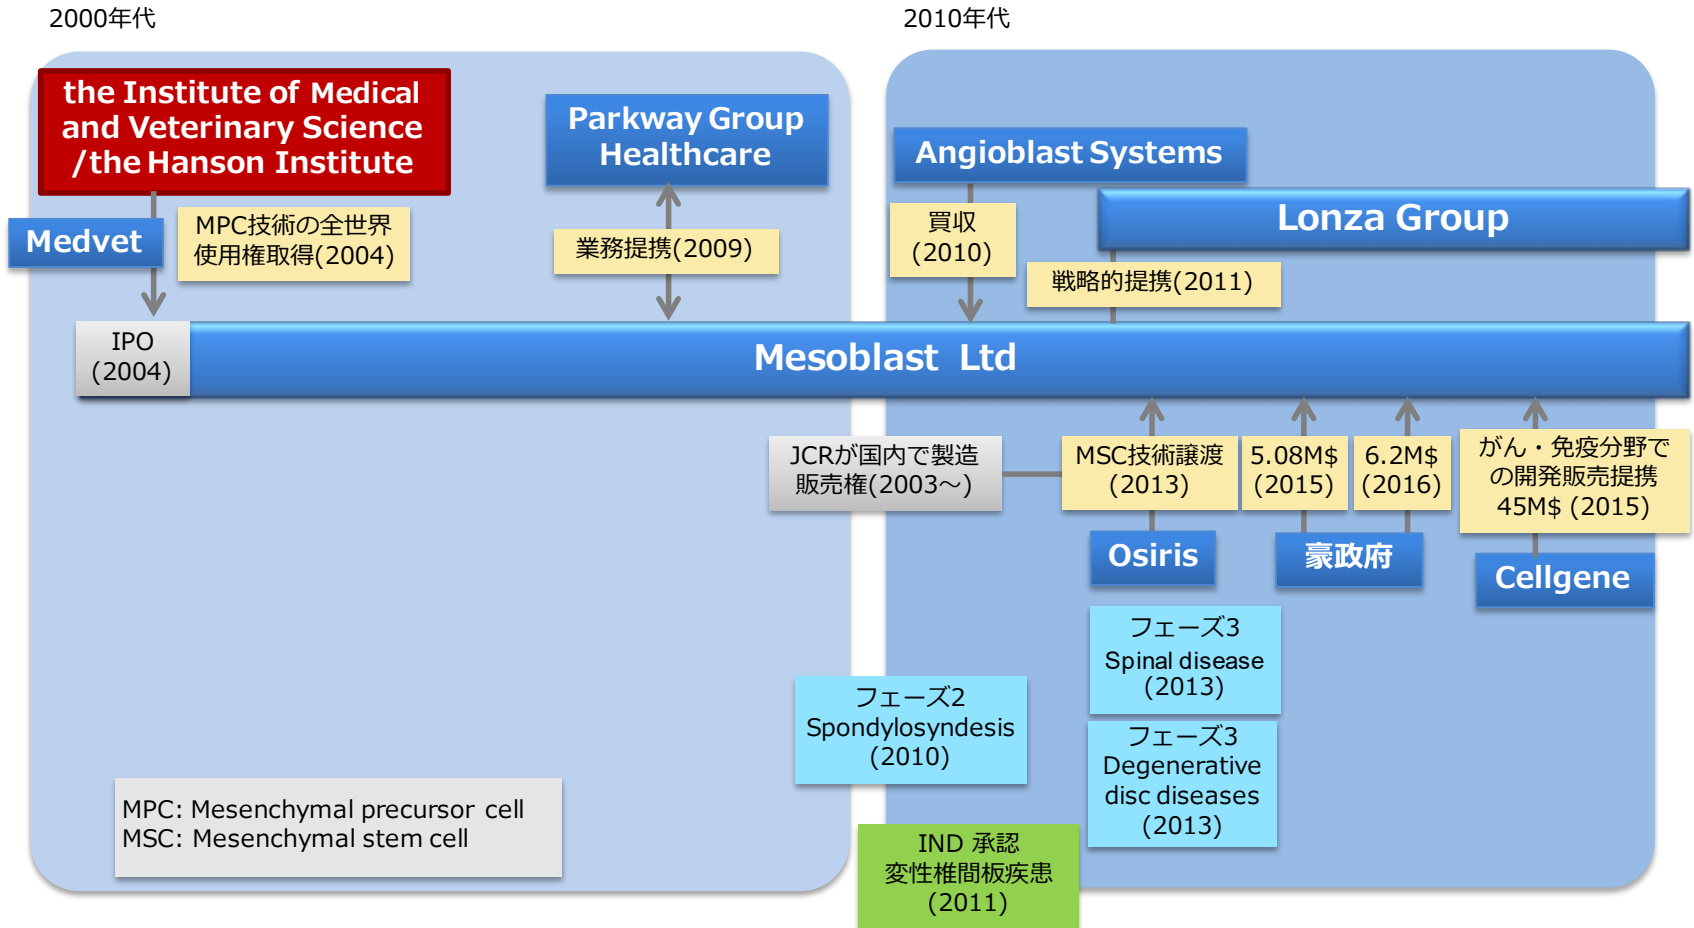 2000年代
2010年代
the Institute of Medical
and Veterinary Science
/the Hanson Institute
Parkway Group
Healthcare
Angioblast Systems
Lonza Group
Medvet
MPC技術の全世界
使用権取得(2004)
業務提携(2009)
買収
(2010)
戦略的提携(2011)
IPO
(2004)
Mesoblast Ltd
JCRが国内で製造
販売権(2003～)
MSC技術譲渡
(2013)
5.08M$
(2015)
6.2M$
(2016)
がん・免疫分野で
の開発販売提携
45M$ (2015)
Osiris
豪政府
Cellgene
フェーズ3
Spinal disease
(2013)
フェーズ2
Spondylosyndesis
(2010)
フェーズ3
Degenerative
disc diseases
(2013)
MPC: Mesenchymal precursor cell
MSC: Mesenchymal stem cell
IND 承認
変性椎間板疾患
(2011)